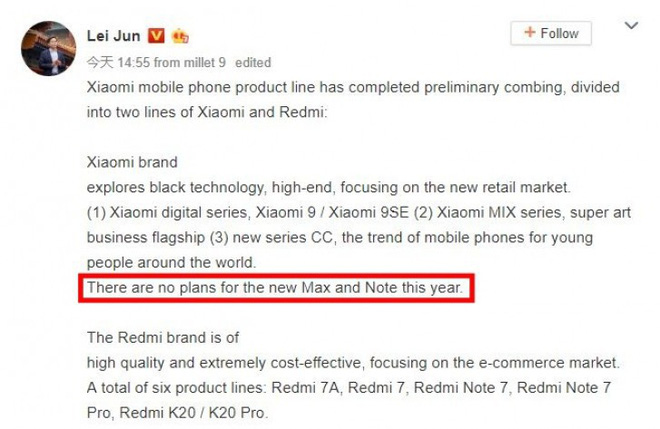 Lei Jun
+ Follow
今天 14:55 from millet 9 edited
Xiaomi mobile phone product line has completed preliminary combing, divided
into two lines of Xiaomi and Redmi:
Xiaomi brand
explores black technology, high-end, focusing on the new retail market.
(1) Xiaomi digital series, Xiaomi 9 / Xiaomi 9SE (2) Xiaomi MIX series, super art
business flagship (3) new series CC, the trend of mobile phones for young
people around the world.
There are no plans for the new Max and Note this year.
The Redmi brand is of
high quality and extremely cost-effective, focusing on the e-commerce market.
A total of six product lines: Redmi 7A, Redmi 7, Redmi Note 7, Redmi Note 7
Pro, Redmi K20 / K20 Pro.